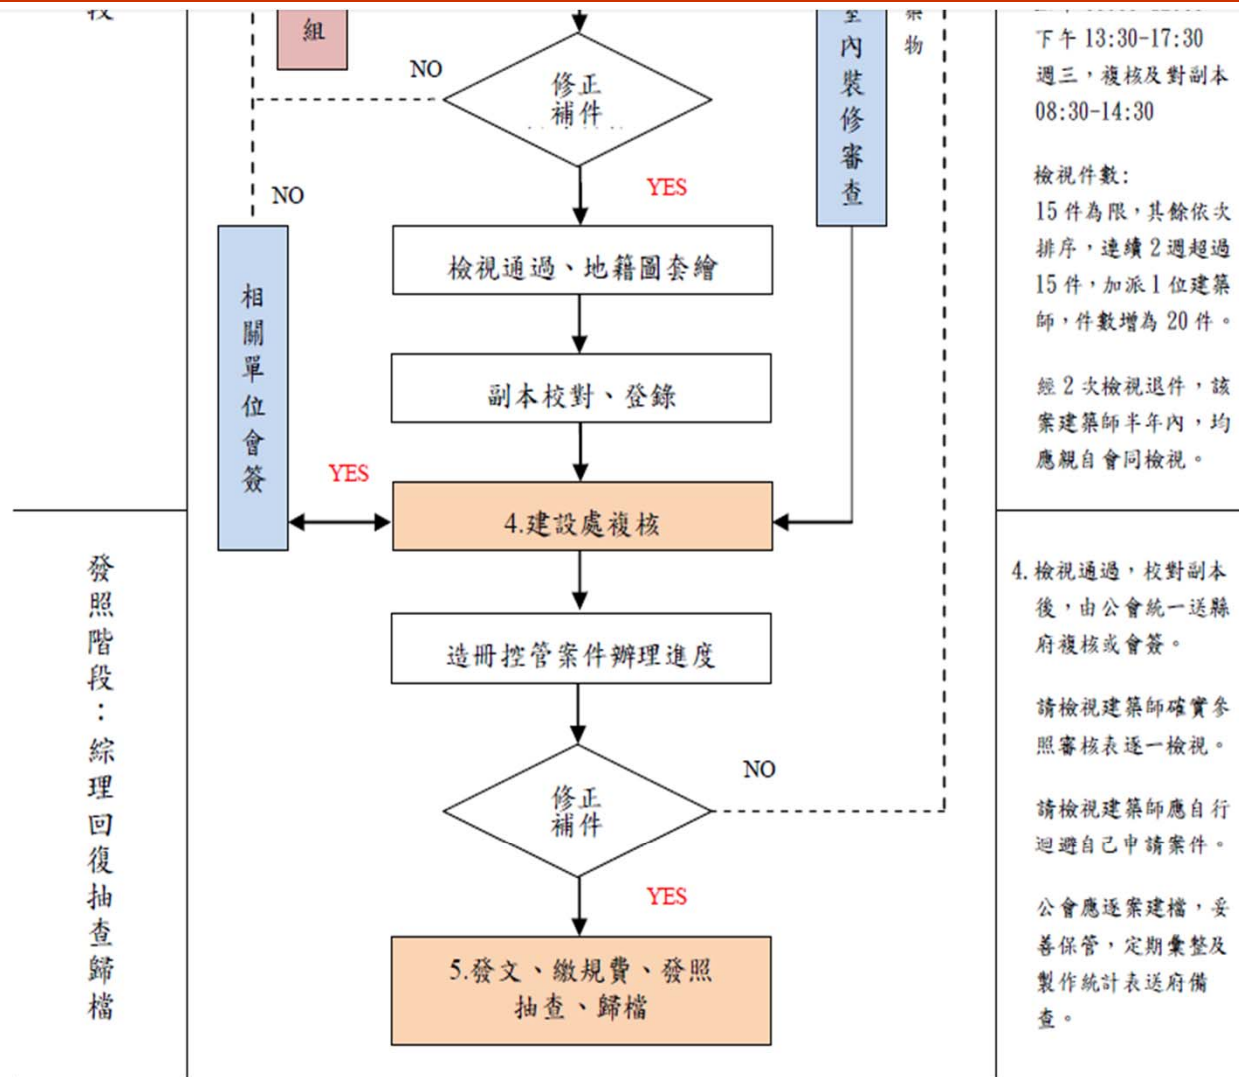 段
組
NO
修正
補件
YES
NO
室內裝修審查
築物
檢視通過、地籍圖套繪
副本校對、登錄
相關單位會簽
YES
4.建設處複核
造冊控管案件辦理進度
修正
補件
NO
YES
5.發文、繳規費、發照
抽查、歸檔
發照階段：綜理回復抽查歸檔
下午 13:30-17:30
週三，複核及對副本
08:30-14:30
檢視件數:
15 件為限，其餘依次
排序，連續 2 週超過
15 件，加派 1 位建築
師，件數增為 20 件。
經 2 次檢視退件，該
案建築師半年內，均
應親自會同檢視。
4. 檢視通過，校對副本
後，由公會統一送縣
府複核或會簽。
請檢視建築師確實參
照審核表逐一檢視。
請檢視建築師應自行
迴避自己申請案件。
公會應逐案建檔，妥
善保管，定期彙整及
製作統計表送府備
查。